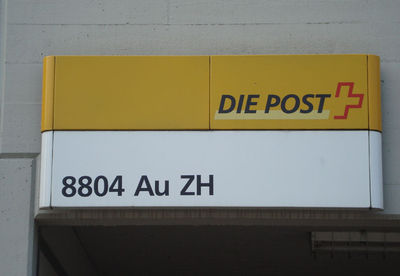 DIE POST
8804 Au ZH